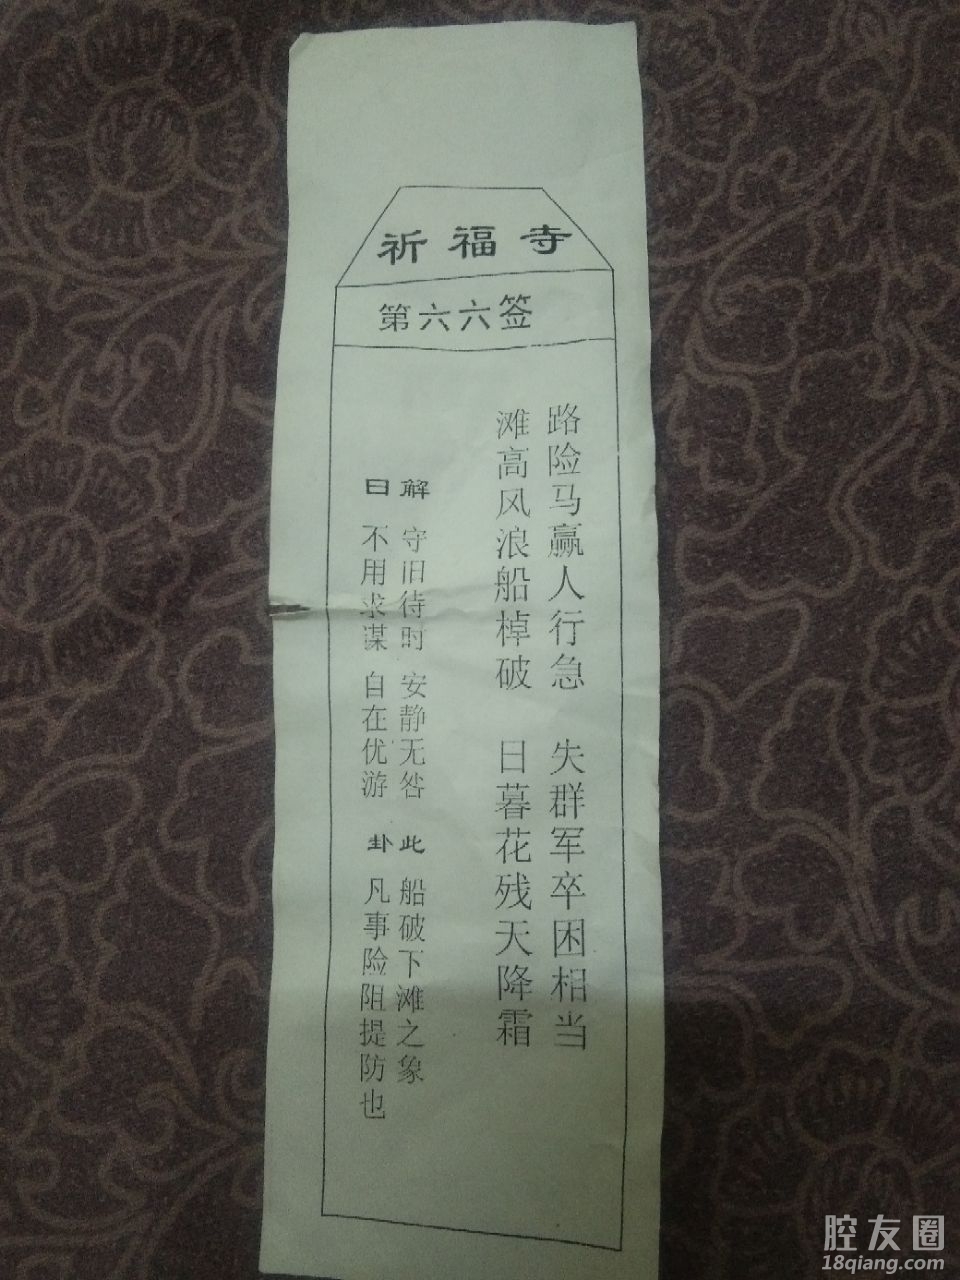 祈福寺
第六六签
路险马赢人行急 失群军卒困相当
滩高风浪船棹破 日暮花残天降霜
解 守旧待时 安静无咎 此 船破下滩之象
曰 不用求谋 自在优游 卦 凡事险阻提防也
腔友圈
18qiang.com